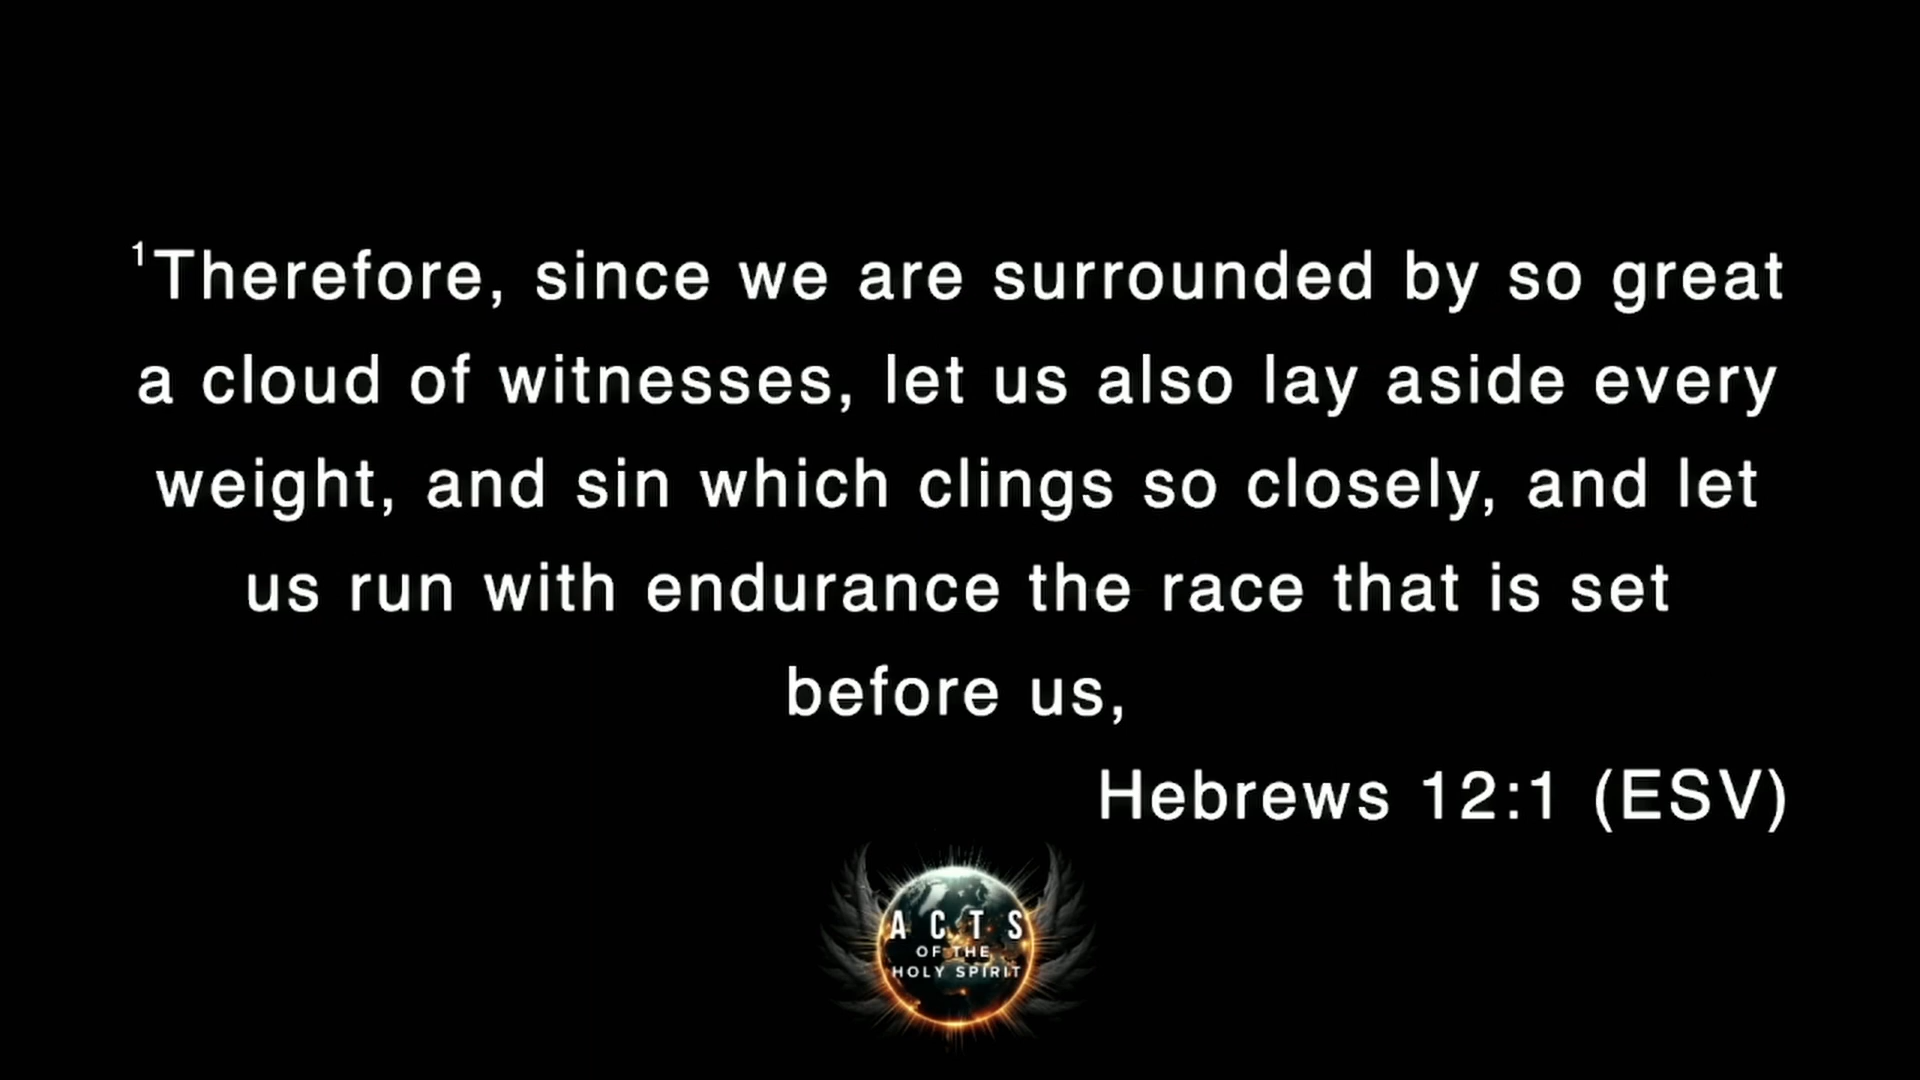 ¹Therefore, since we are surrounded by so great
a cloud of witnesses, let us also lay aside every
weight, and sin which clings so closely, and let
us run with endurance the race that is set
before us,
Hebrews 12:1 (ESV)
ACTS
OF THE
HOLY SPIRIT